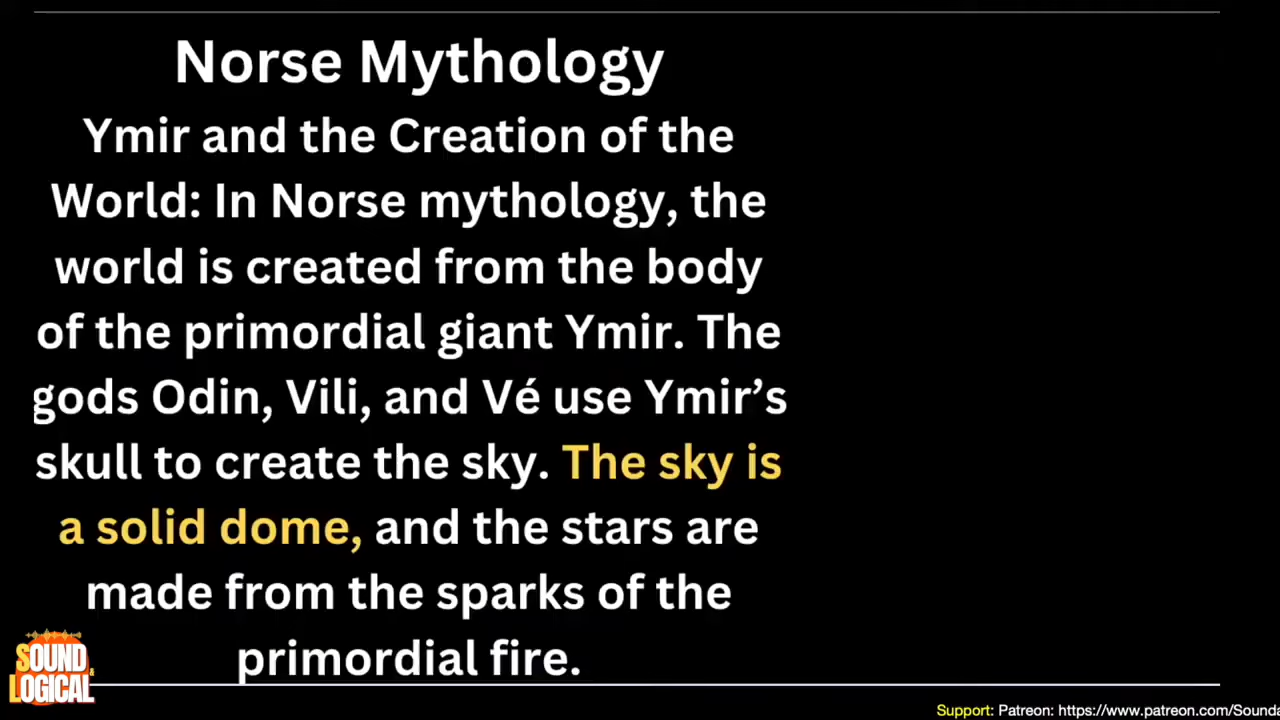 Norse Mythology
Ymir and the Creation of the
World: In Norse mythology, the
world is created from the body
of the primordial giant Ymir. The
gods Odin, Vili, and Vé use Ymir’s
skull to create the sky. The sky is
a solid dome, and the stars are
made from the sparks of the
primordial fire.
SOUND
LOGICAL
Support: Patreon: https://www.patreon.com/Sounda